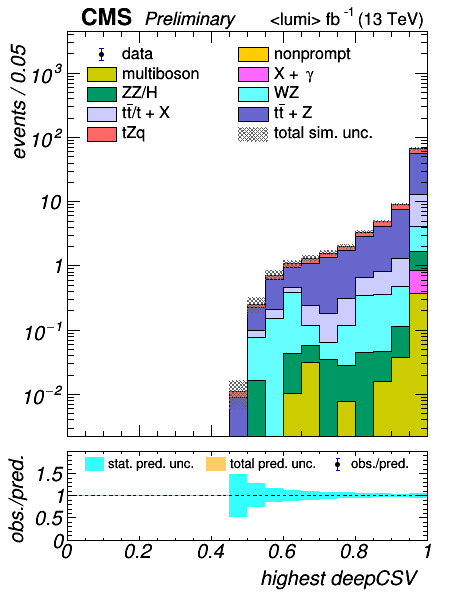 CMS Preliminary <lumi> fb⁻¹ (13 TeV)
data nonprompt
multiboson X + γ
ZZ/H WZ
tt̄/t + X tt̄ + Z
tZq total sim. unc.
events / 0.05
10³
10²
10
1
10⁻¹
10⁻²
stat. pred. unc. total pred. unc. obs./pred.
obs./pred.
1.5
1
0.5
0
0 0.2 0.4 0.6 0.8 1
highest deepCSV